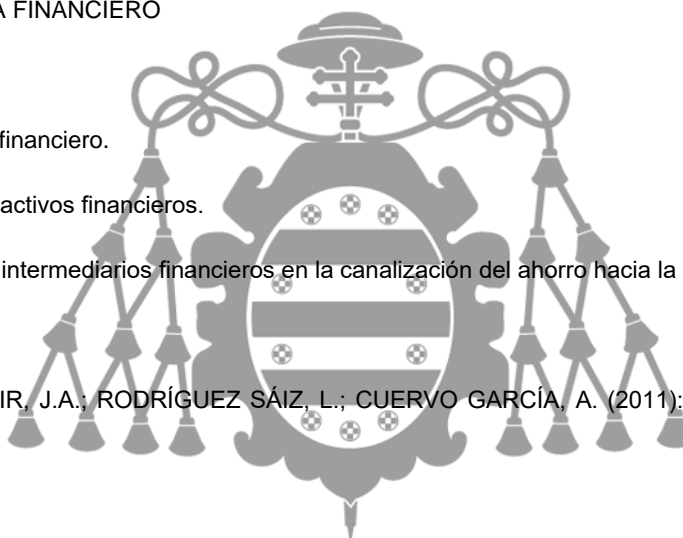 A FINANCIERO
financiero.
activos financieros.
intermediarios financieros en la canalización del ahorro hacia la
IR, J.A.; RODRÍGUEZ SÁIZ, L.; CUERVO GARCÍA, A. (2011):